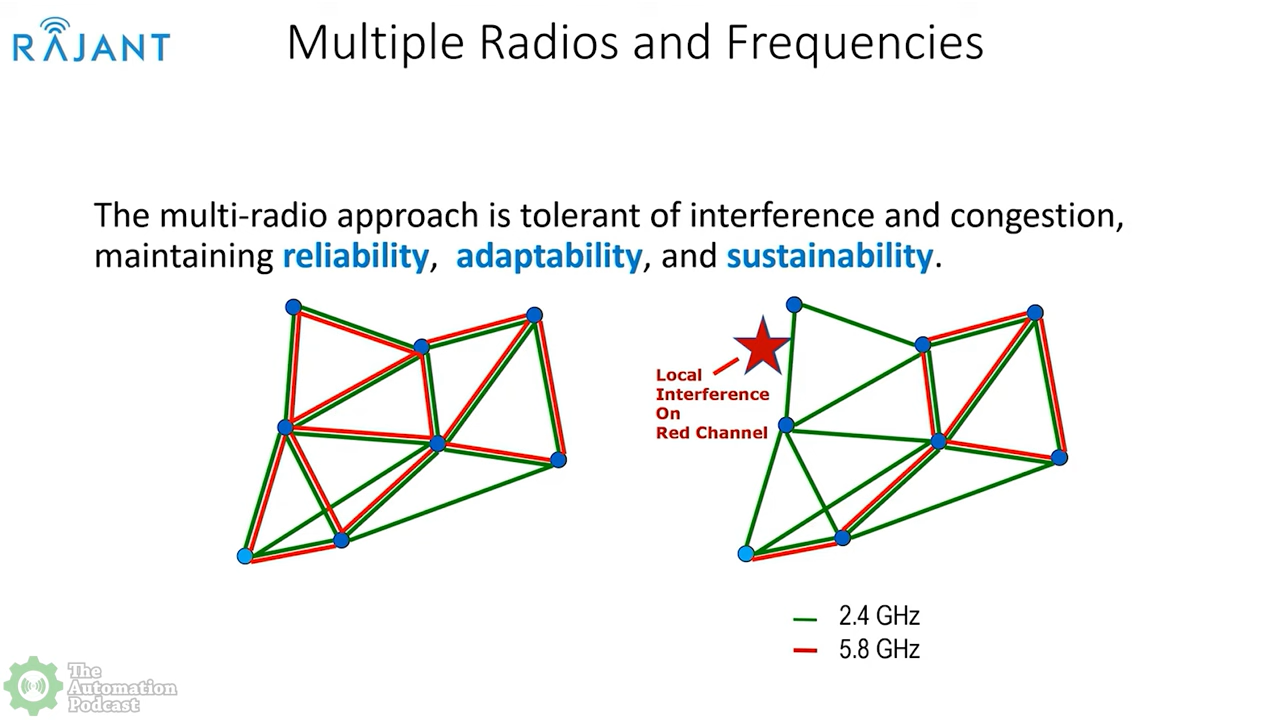 RAJANT
Multiple Radios and Frequencies
The multi-radio approach is tolerant of interference and congestion,
maintaining reliability, adaptability, and sustainability.
Local
Interference
On
Red Channel
2.4 GHz
5.8 GHz
The
Automation
Podcast